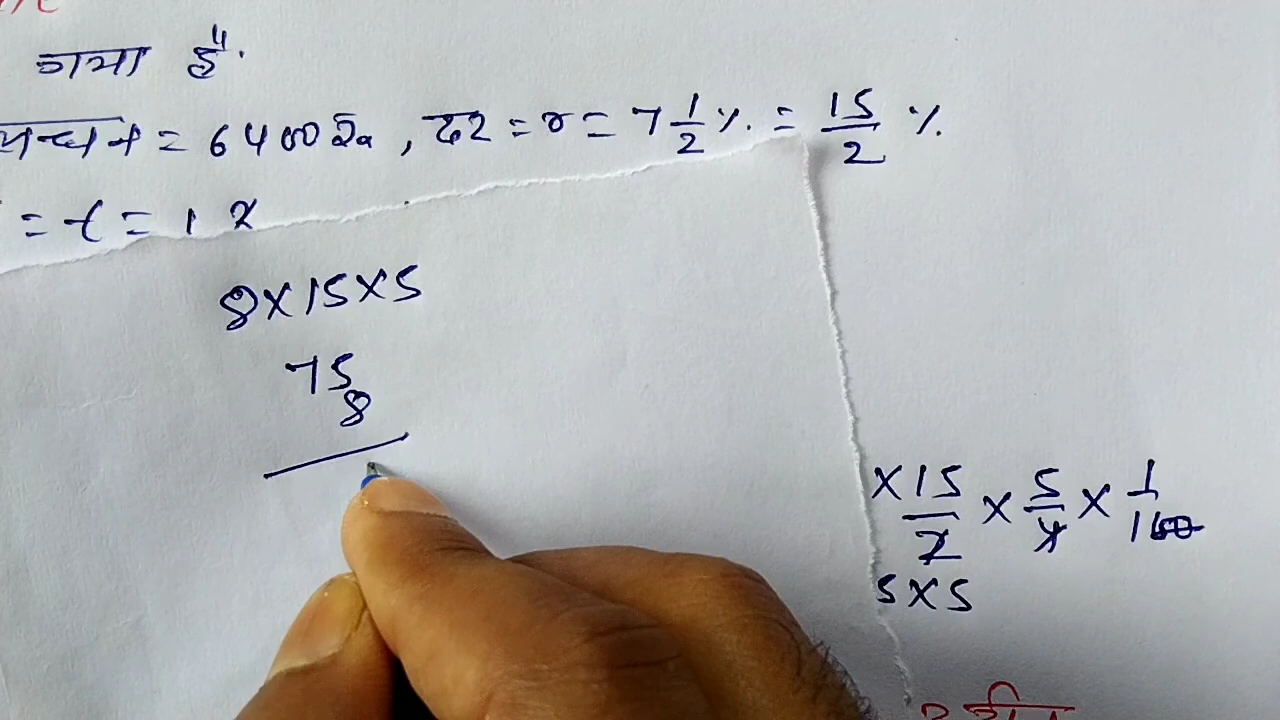 गया है".
= 6400 रू॰, दर = r = 7 1/2 %. = 15/2 %.
= t = 1
8×15×5
75
8
× 15/2 × 5/4 × 1/100
5×5